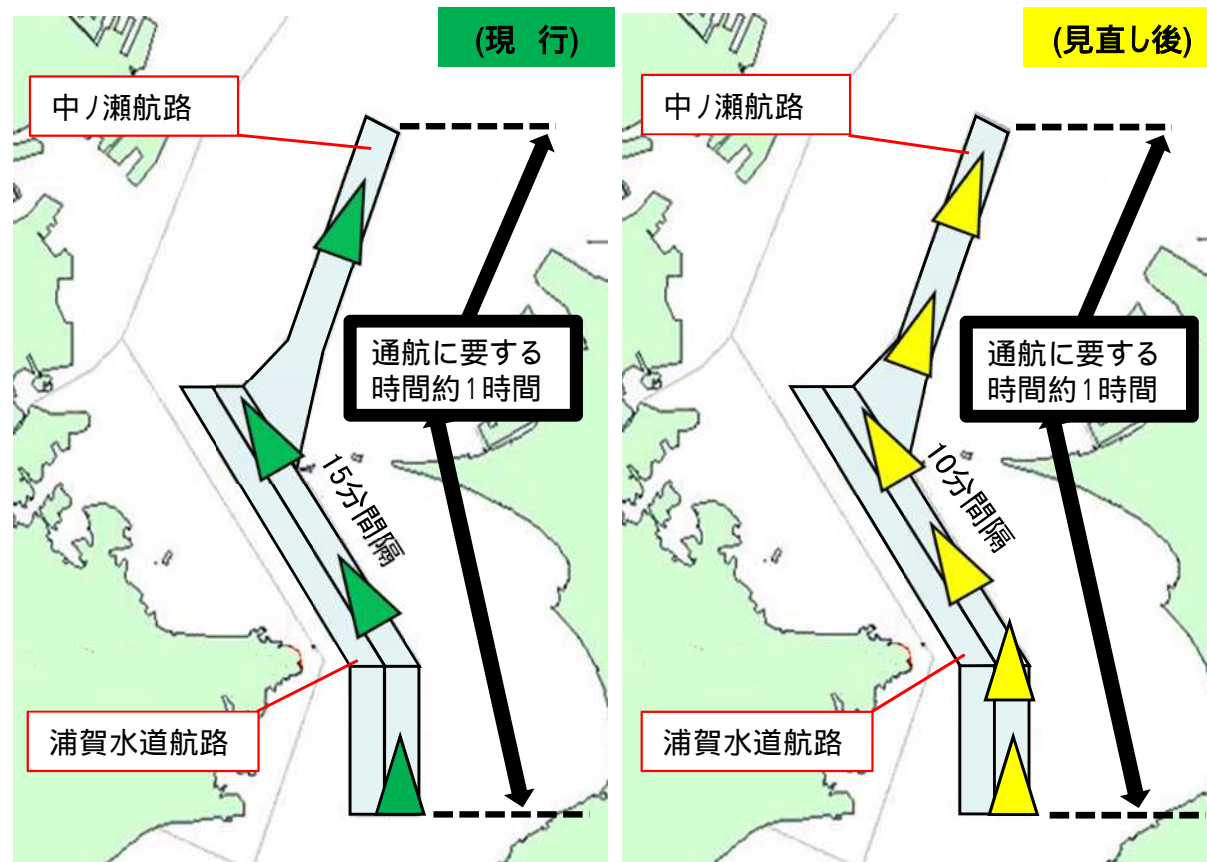 (現 行)
中ノ瀬航路
通航に要する
時間約1時間
15分間隔
浦賀水道航路
(見直し後)
中ノ瀬航路
通航に要する
時間約1時間
10分間隔
浦賀水道航路